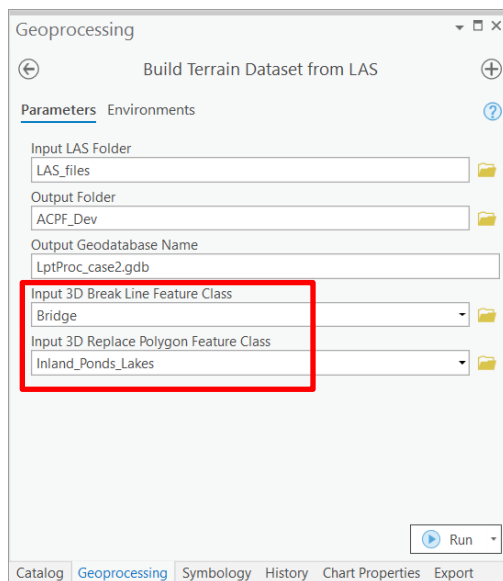 Geoprocessing
Build Terrain Dataset from LAS
Parameters Environments
Input LAS Folder
LAS_files
Output Folder
ACPF_Dev
Output Geodatabase Name
LptProc_case2.gdb
Input 3D Break Line Feature Class
Bridge
Input 3D Replace Polygon Feature Class
Inland_Ponds_Lakes
Run
Catalog Geoprocessing Symbology History Chart Properties Export